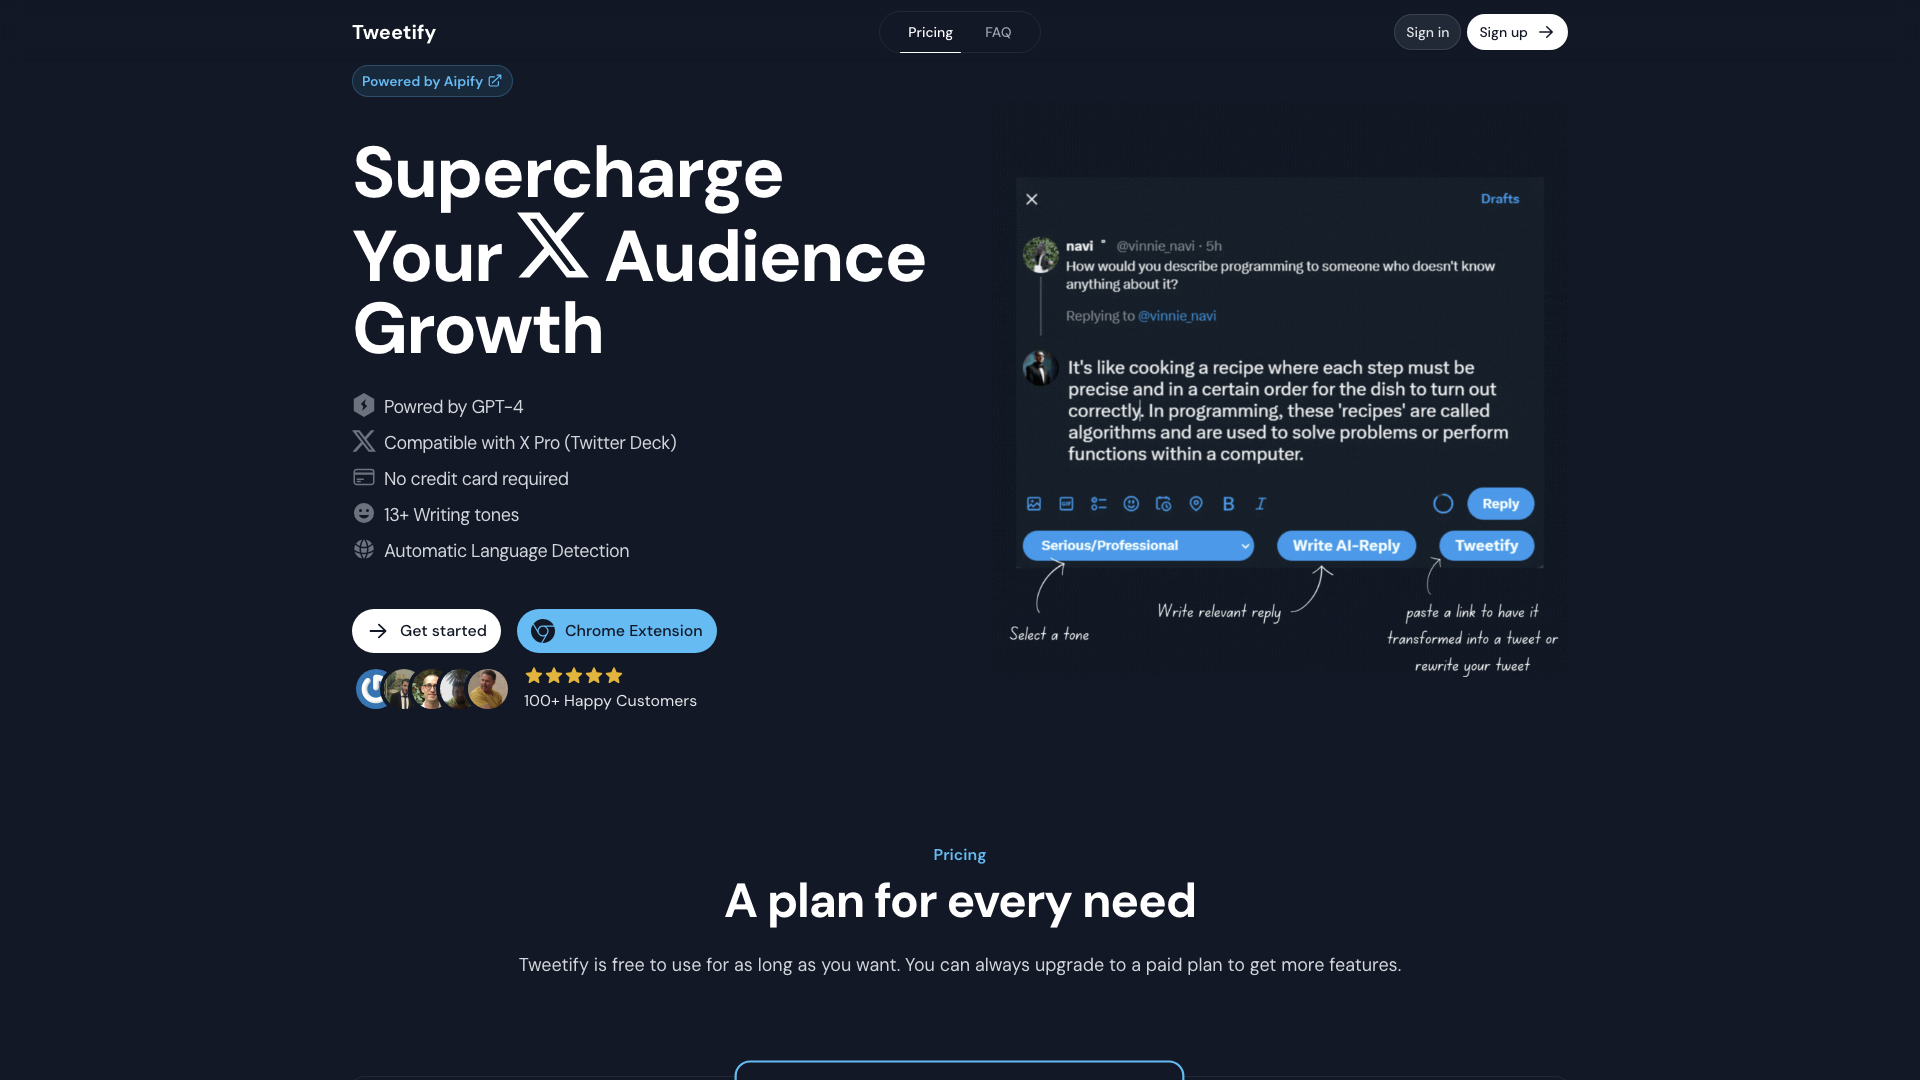 Tweetify
Pricing
FAQ
Sign in
Sign up
Powered by Aipify
Supercharge
Your X Audience
Growth
Powred by GPT-4
Compatible with X Pro (Twitter Deck)
No credit card required
13+ Writing tones
Automatic Language Detection
Get started
Chrome Extension
100+ Happy Customers
Drafts
navi @vinnie_navi · 5h
How would you describe programming to someone who doesn't know
anything about it?
Replying to @vinnie_navi
It's like cooking a recipe where each step must be
precise and in a certain order for the dish to turn out
correctly. In programming, these 'recipes' are called
algorithms and are used to solve problems or perform
functions within a computer.
GIF
B I
Reply
Serious/Professional
Write AI-Reply
Tweetify
Select a tone
Write relevant reply
paste a link to have it
transformed into a tweet or
rewrite your tweet
Pricing
A plan for every need
Tweetify is free to use for as long as you want. You can always upgrade to a paid plan to get more features.